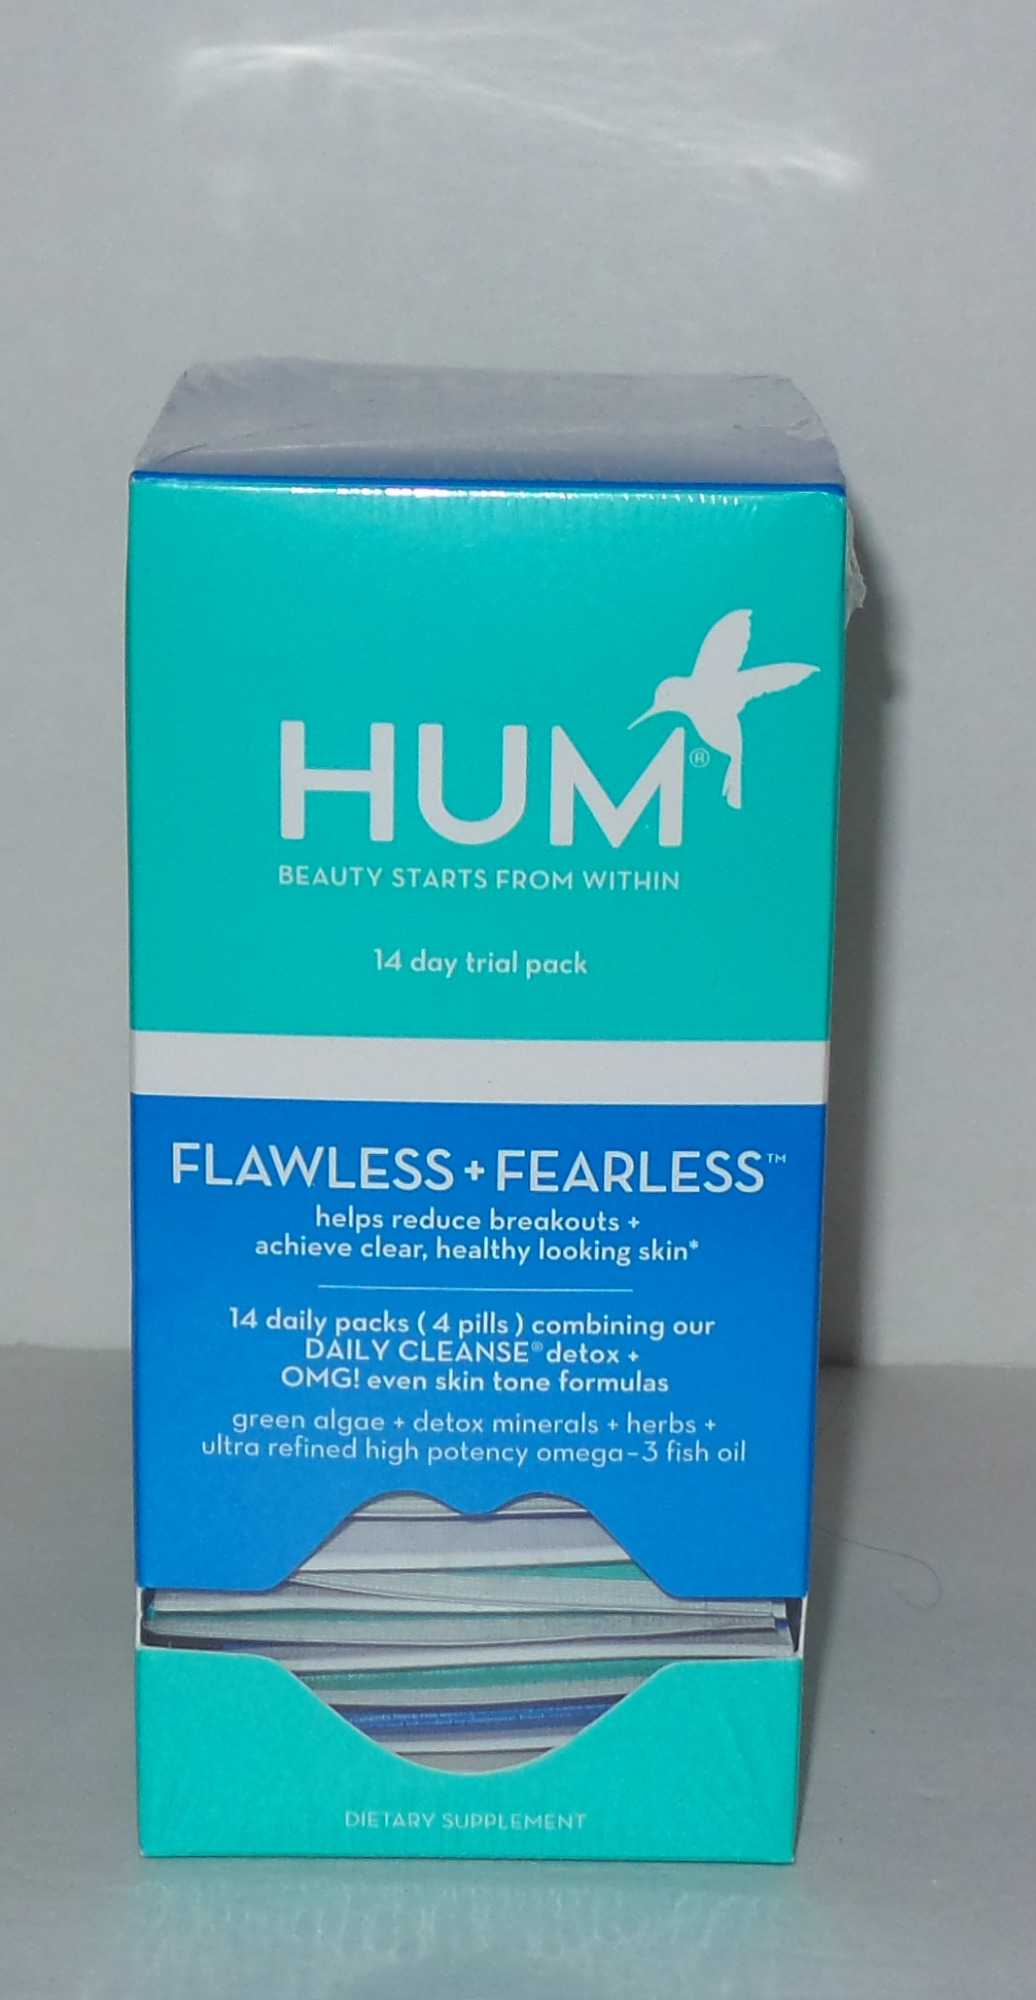 HUM®
BEAUTY STARTS FROM WITHIN
14 day trial pack
FLAWLESS + FEARLESS™
helps reduce breakouts +
achieve clear, healthy looking skin*
14 daily packs ( 4 pills ) combining our
DAILY CLEANSE® detox +
OMG! even skin tone formulas
green algae + detox minerals + herbs +
ultra refined high potency omega-3 fish oil
DIETARY SUPPLEMENT